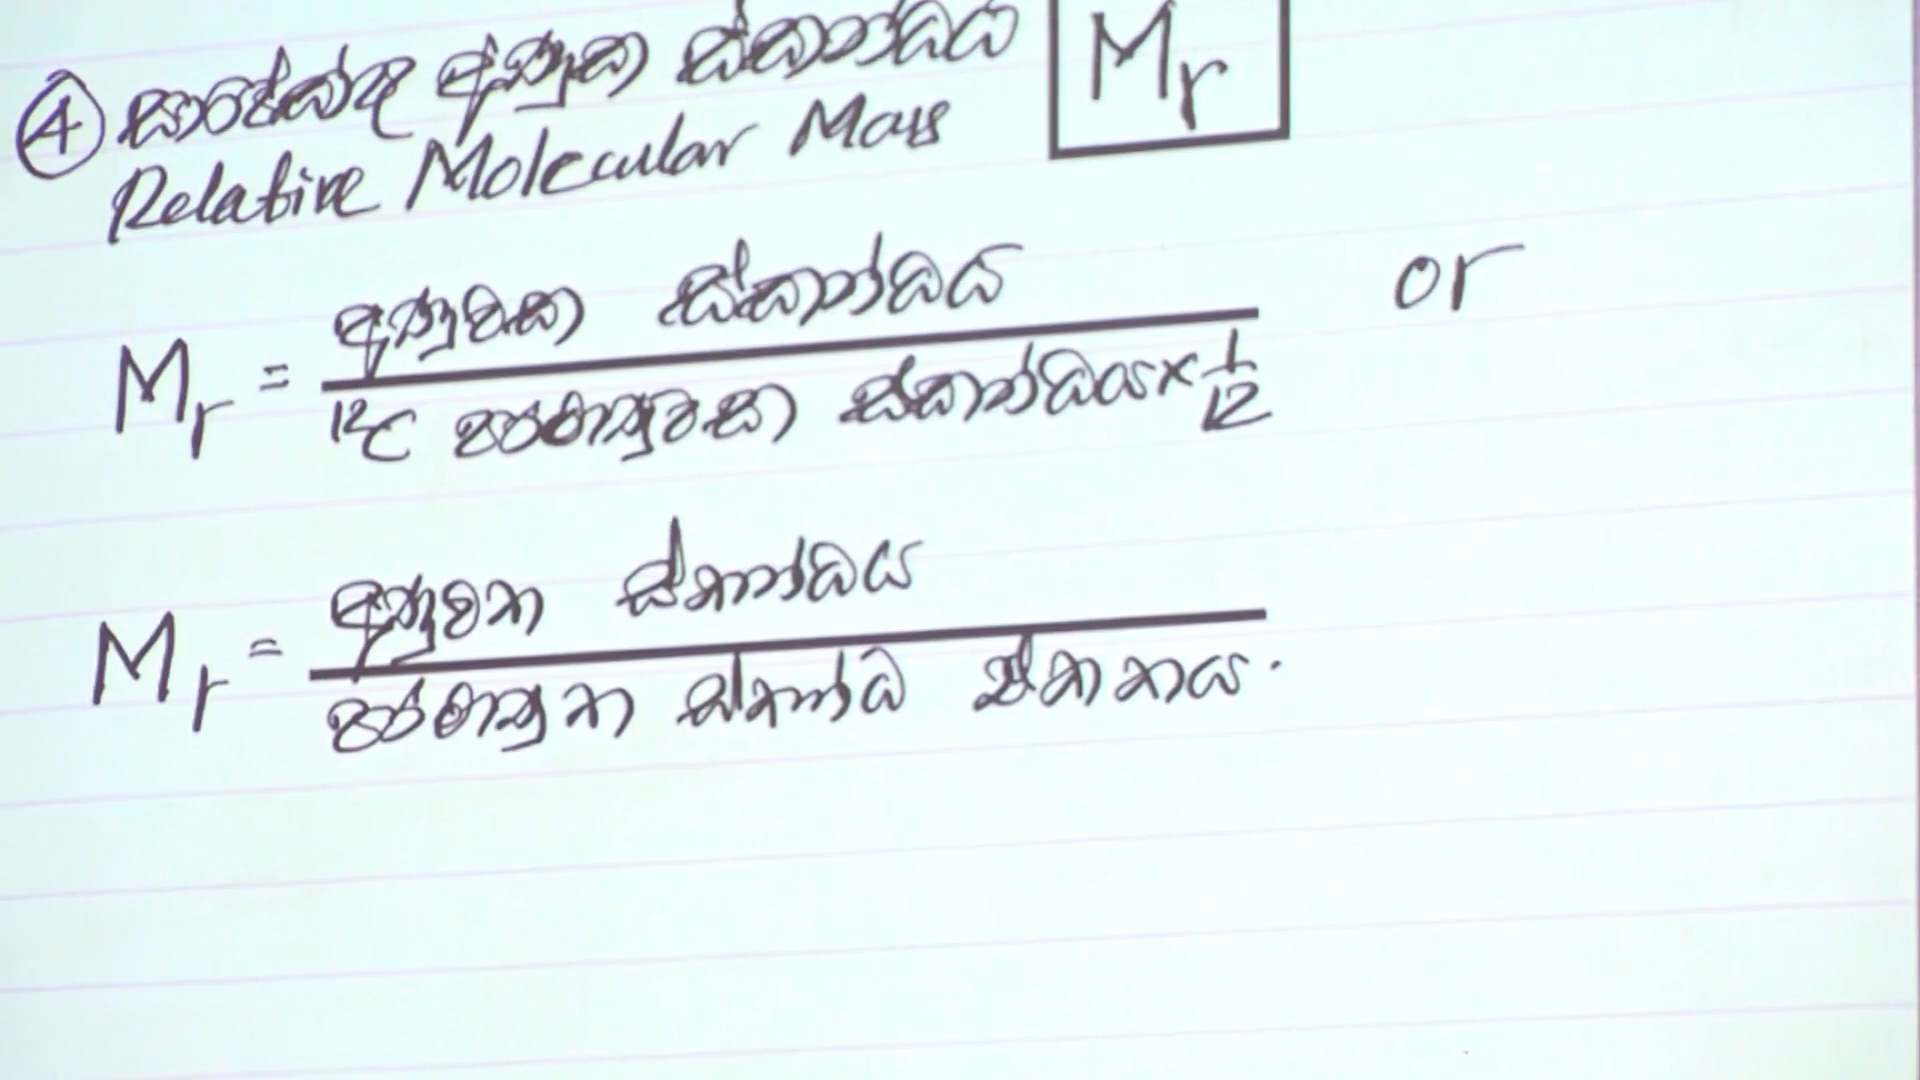 ④ සාපේක්ෂ අණුක ස්කන්ධය Mr
Relative Molecular Mass
Mr = අණුවක ස්කන්ධය or
¹²C පරමාණුවක ස්කන්ධය × 1/12
Mr = අණුවක ස්කන්ධය
පරමාණුක ස්කන්ධ ඒකකය.